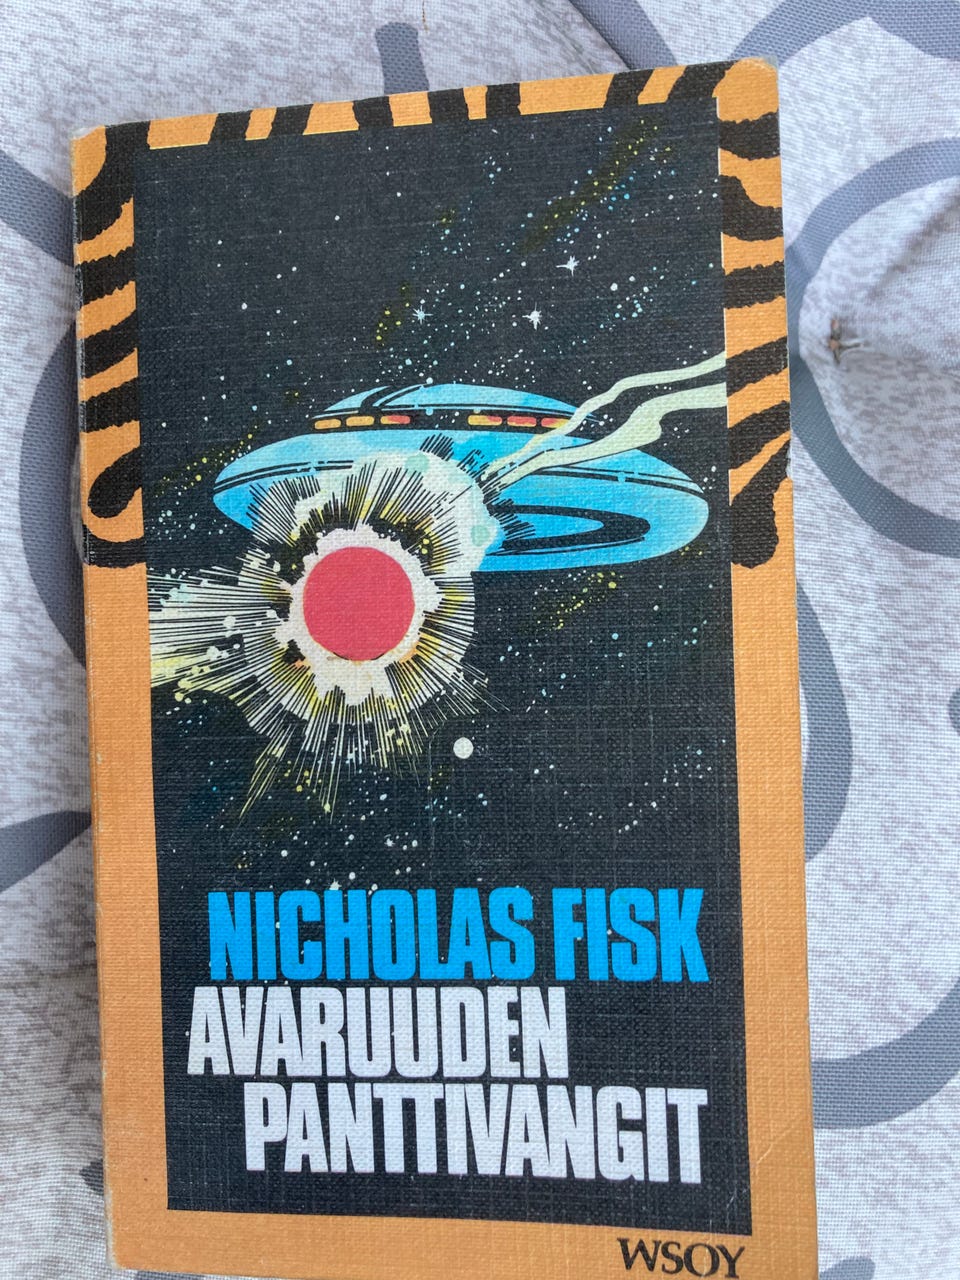 NICHOLAS FISK
AVARUUDEN
PANTTIVANGIT
WSOY